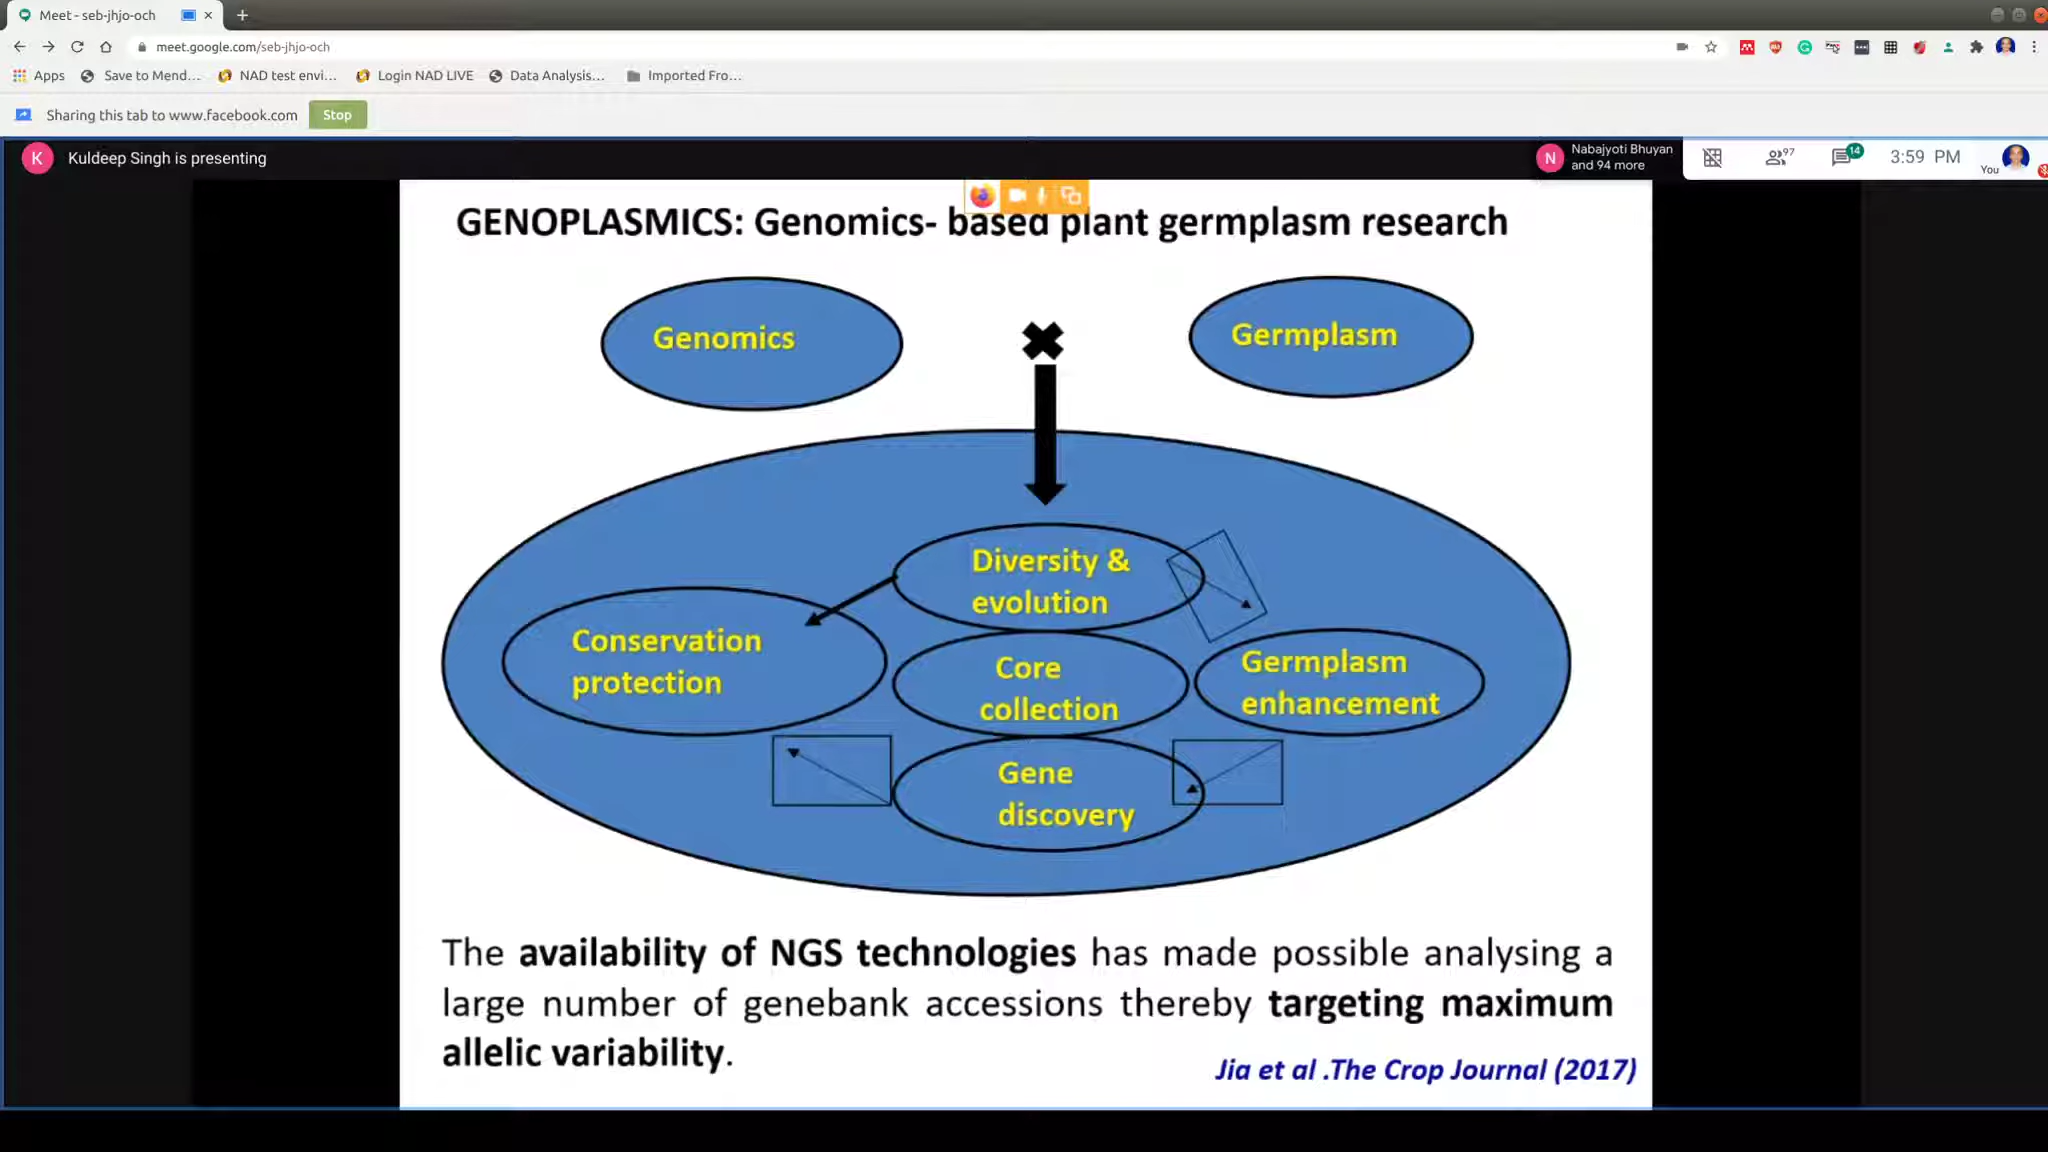 Meet - seb-jhjo-och
meet.google.com/seb-jhjo-och
Apps Save to Mend... NAD test envi... Login NAD LIVE Data Analysis... Imported Fro...
Sharing this tab to www.facebook.com Stop
K Kuldeep Singh is presenting
N Nabajyoti Bhuyan
and 94 more
97 14 3:59 PM You
GENOPLASMICS: Genomics- based plant germplasm research
Genomics
Germplasm
Diversity &
evolution
Conservation
protection
Core
collection
Germplasm
enhancement
Gene
discovery
The availability of NGS technologies has made possible analysing a
large number of genebank accessions thereby targeting maximum
allelic variability.
Jia et al .The Crop Journal (2017)